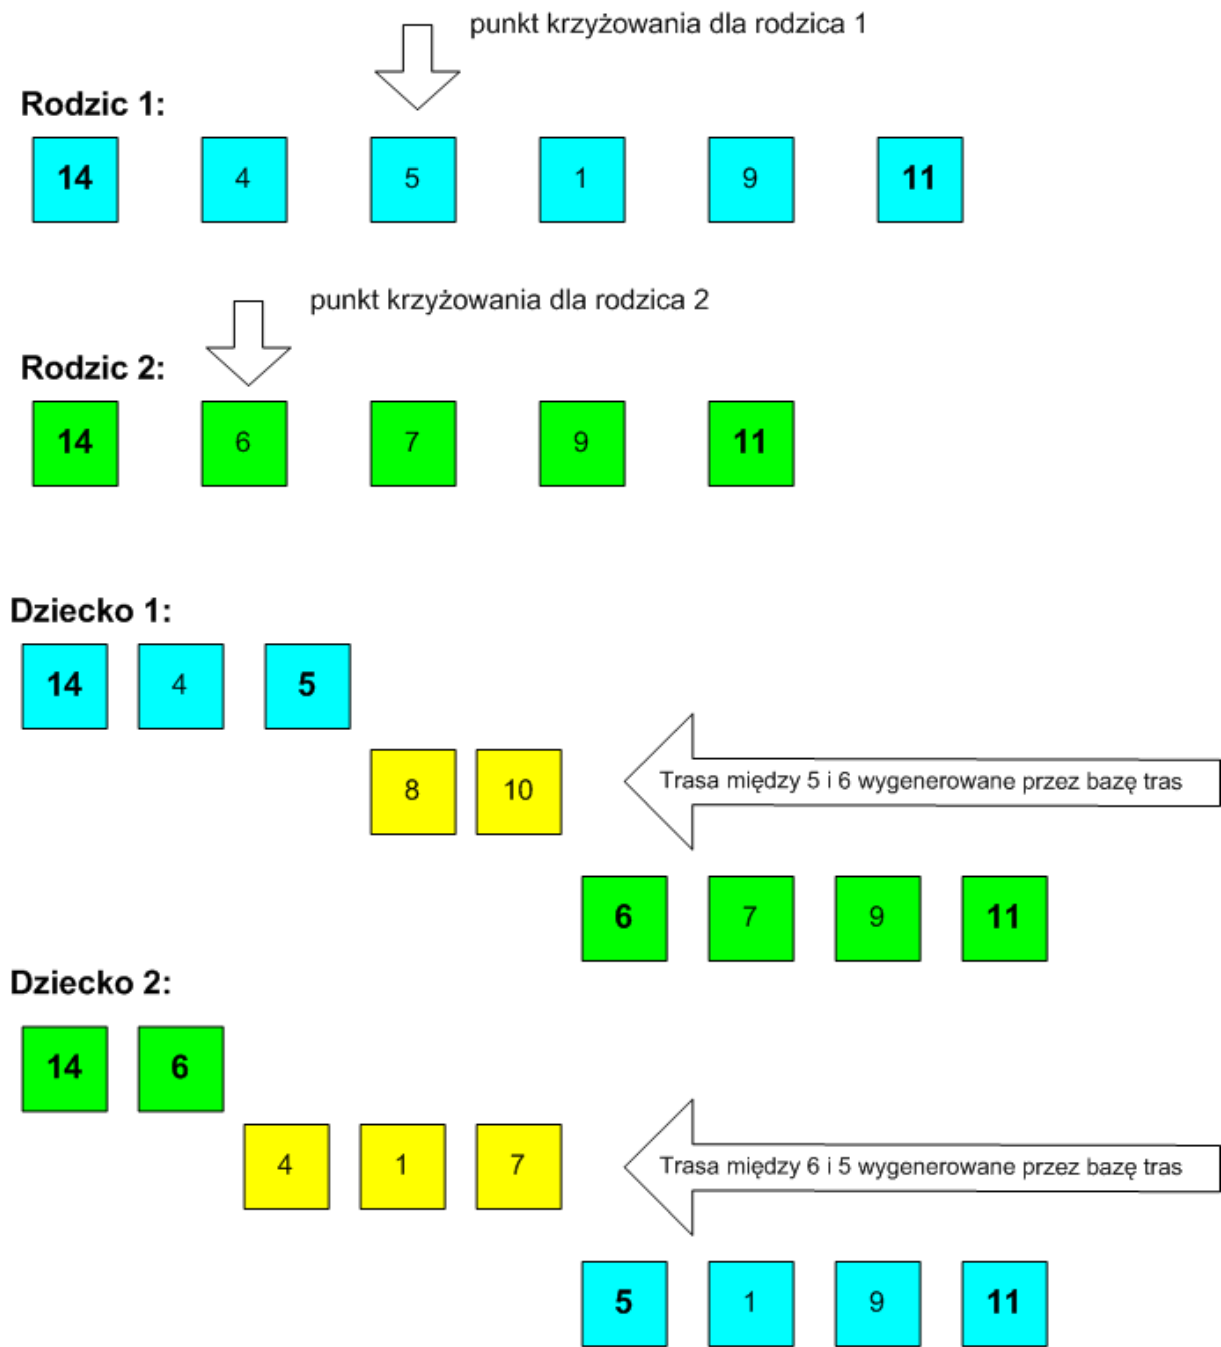 punkt krzyżowania dla rodzica 1
Rodzic 1:
14 4 5 1 9 11
punkt krzyżowania dla rodzica 2
Rodzic 2:
14 6 7 9 11
Dziecko 1:
14 4 5
8 10
Trasa między 5 i 6 wygenerowane przez bazę tras
6 7 9 11
Dziecko 2:
14 6
4 1 7
Trasa między 6 i 5 wygenerowane przez bazę tras
5 1 9 11